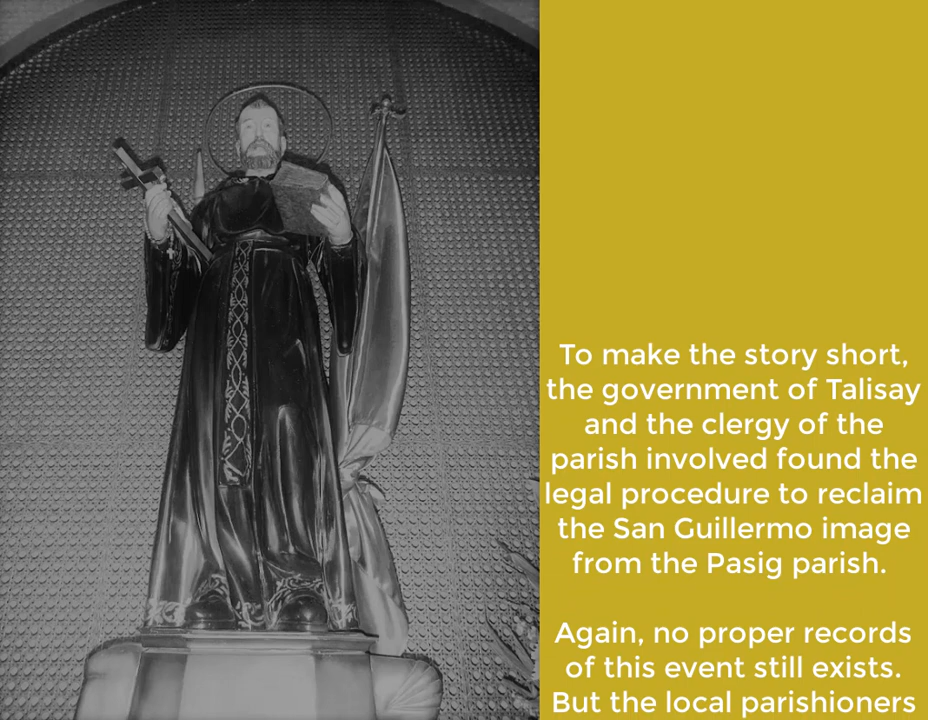 To make the story short,
the government of Talisay
and the clergy of the
parish involved found the
legal procedure to reclaim
the San Guillermo image
from the Pasig parish.
Again, no proper records
of this event still exists.
But the local parishioners